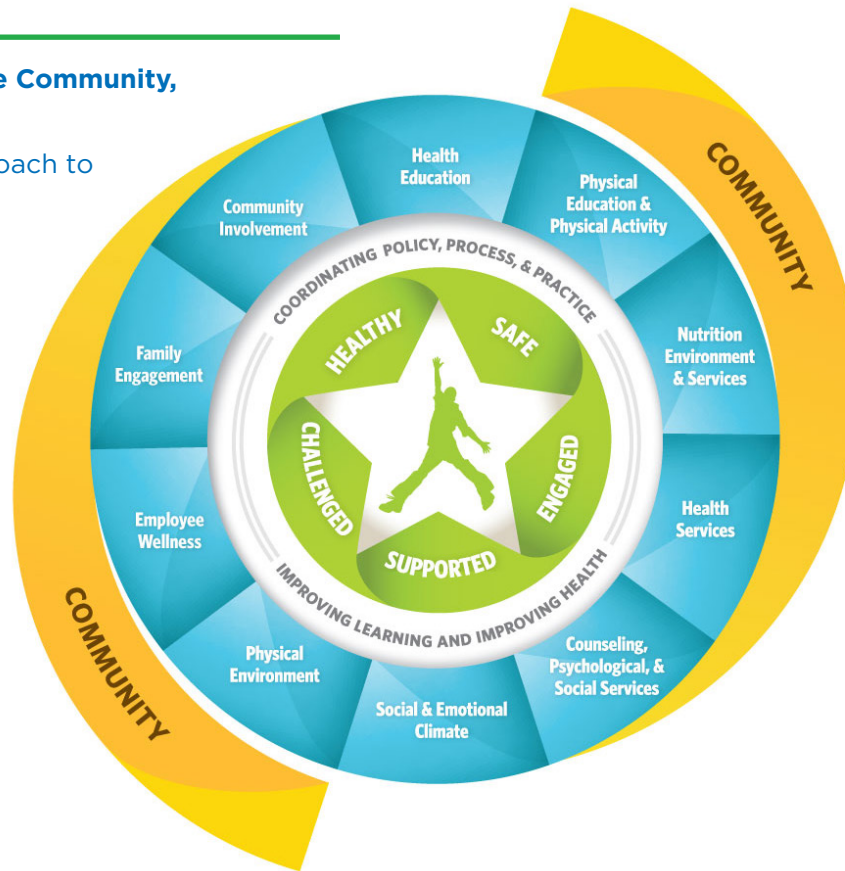 e Community,
oach to
COMMUNITY
Health
Education
Physical
Education &
Physical Activity
Nutrition
Environment
& Services
Health
Services
Counseling,
Psychological, &
Social Services
Social & Emotional
Climate
Physical
Environment
Employee
Wellness
Family
Engagement
Community
Involvement
COORDINATING POLICY, PROCESS, & PRACTICE
IMPROVING LEARNING AND IMPROVING HEALTH
HEALTHY
SAFE
ENGAGED
SUPPORTED
CHALLENGED
COMMUNITY